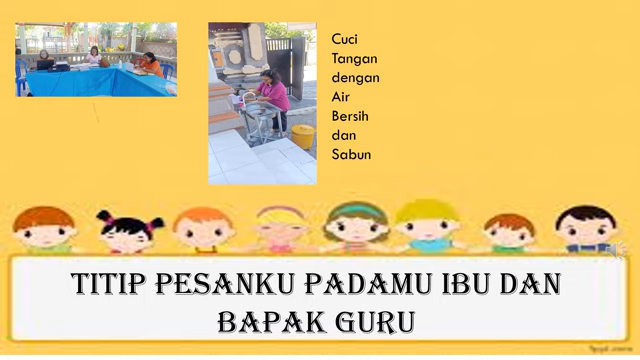 Cuci
Tangan
dengan
Air
Bersih
dan
Sabun
TITIP PESANKU PADAMU IBU DAN
BAPAK GURU